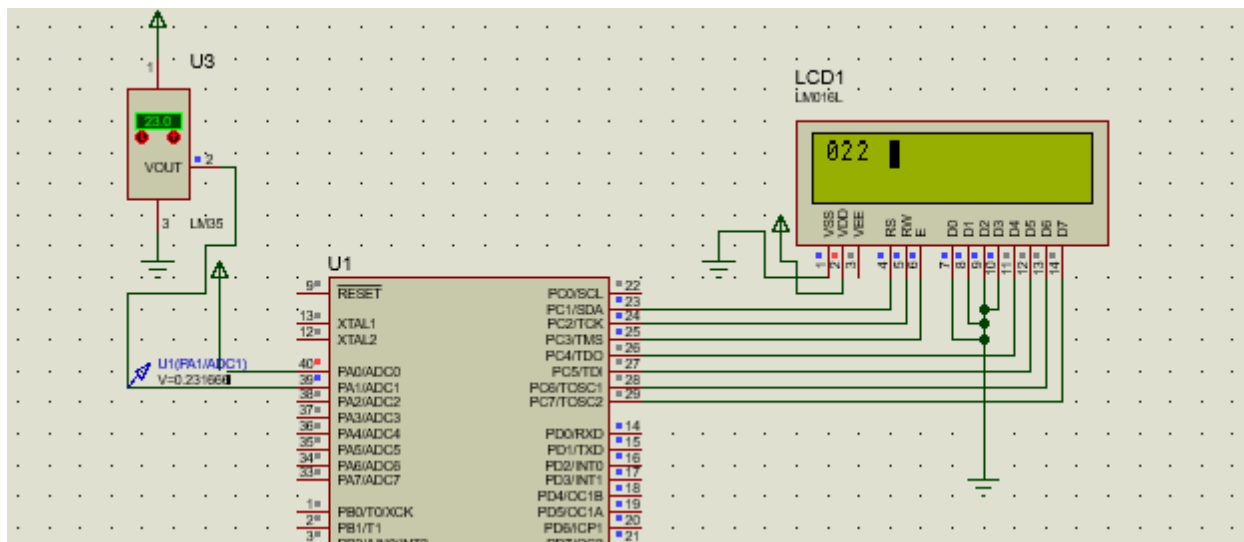 U3
1
23.0
VOUT
2
3
LM35
LCD1
LM016L
022
VSS
VDD
VEE
RS
RW
E
D0
D1
D2
D3
D4
D5
D6
D7
1
2
3
4
5
6
7
8
9
10
11
12
13
14
U1
9
RESET
13
XTAL1
12
XTAL2
U1(PA1/ADC1)
40
PA0/ADC0
39
PA1/ADC1
38
PA2/ADC2
37
PA3/ADC3
36
PA4/ADC4
35
PA5/ADC5
34
PA6/ADC6
33
PA7/ADC7
1
PB0/T0/XCK
2
PB1/T1
3
PC0/SCL
22
PC1/SDA
23
PC2/TCK
24
PC3/TMS
25
PC4/TDO
26
PC5/TDI
27
PC6/TOSC1
28
PC7/TOSC2
29
PD0/RXD
14
PD1/TXD
15
PD2/INT0
16
PD3/INT1
17
PD4/OC1B
18
PD5/OC1A
19
PD6/ICP1
20
21